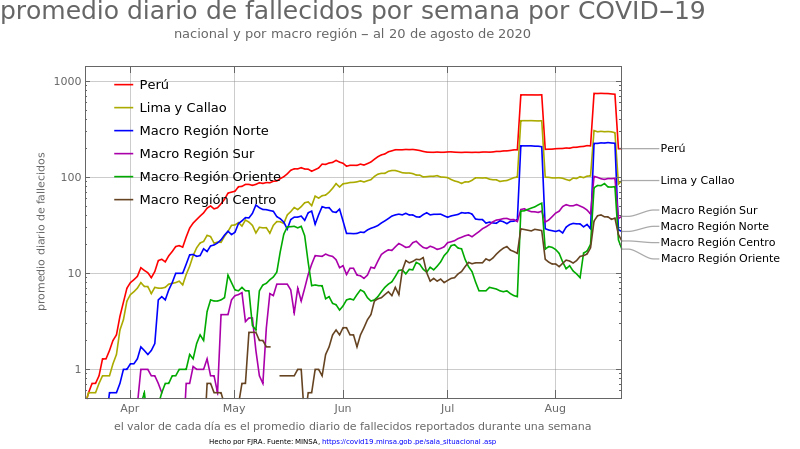 promedio diario de fallecidos por semana por COVID−19
nacional y por macro región − al 20 de agosto de 2020
promedio diario de fallecidos
1000
100
10
1
Perú
Lima y Callao
Macro Región Norte
Macro Región Sur
Macro Región Oriente
Macro Región Centro
Perú
Lima y Callao
Macro Región Sur
Macro Región Norte
Macro Región Centro
Macro Región Oriente
Apr May Jun Jul Aug
el valor de cada día es el promedio diario de fallecidos reportados durante una semana
Hecho por FJRA. Fuente: MINSA, https://covid19.minsa.gob.pe/sala_situacional.asp